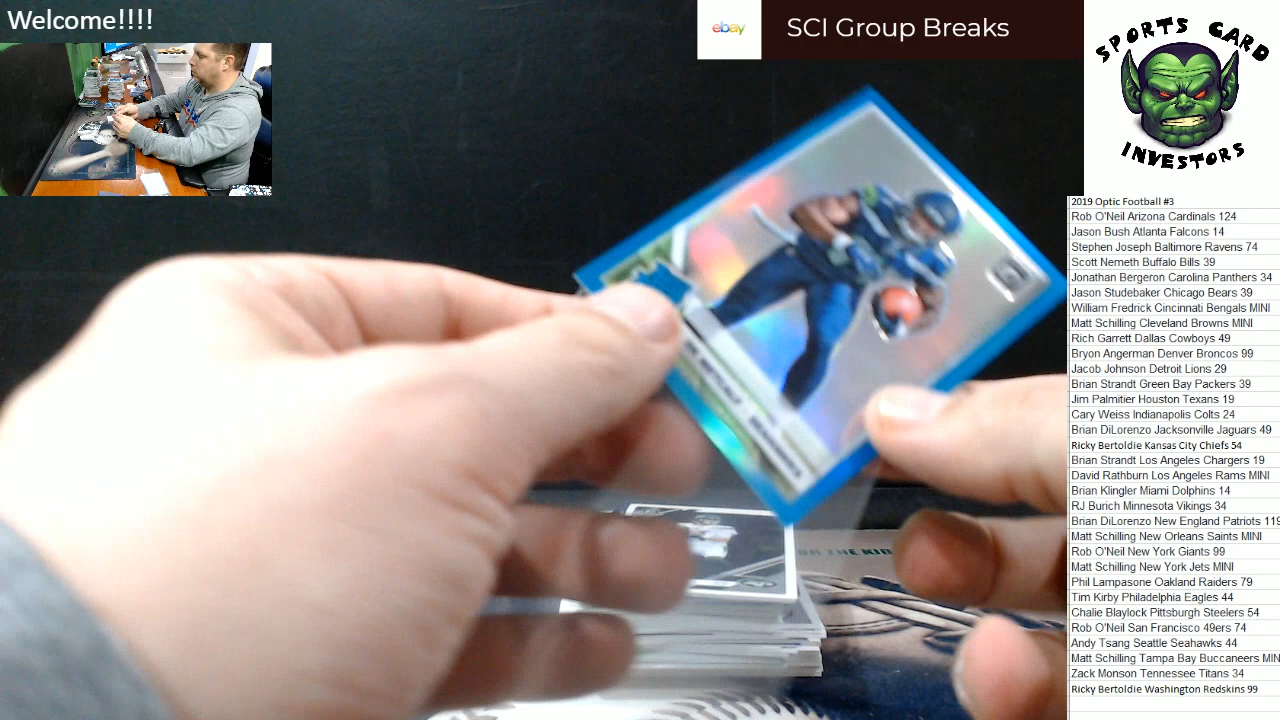 Welcome!!!!
ebay
SCI Group Breaks
SPORTS CARD
INVESTORS
2019 Optic Football #3
Rob O'Neil Arizona Cardinals 124
Jason Bush Atlanta Falcons 14
Stephen Joseph Baltimore Ravens 74
Scott Nemeth Buffalo Bills 39
Jonathan Bergeron Carolina Panthers 34
Jason Studebaker Chicago Bears 39
William Fredrick Cincinnati Bengals MINI
Matt Schilling Cleveland Browns MINI
Rich Garrett Dallas Cowboys 49
Bryon Angerman Denver Broncos 99
Jacob Johnson Detroit Lions 29
Brian Strandt Green Bay Packers 39
Jim Palmitier Houston Texans 19
Cary Weiss Indianapolis Colts 24
Brian DiLorenzo Jacksonville Jaguars 49
Ricky Bertoldie Kansas City Chiefs 54
Brian Strandt Los Angeles Chargers 19
David Rathburn Los Angeles Rams MINI
Brian Klingler Miami Dolphins 14
RJ Burich Minnesota Vikings 34
Brian DiLorenzo New England Patriots
Matt Schilling New Orleans Saints MINI
Rob O'Neil New York Giants 99
Matt Schilling New York Jets MINI
Phil Lampasone Oakland Raiders 79
Tim Kirby Philadelphia Eagles 44
Chalie Blaylock Pittsburgh Steelers 54
Rob O'Neil San Francisco 49ers 74
Andy Tsang Seattle Seahawks 44
Matt Schilling Tampa Bay Buccaneers MIN
Zack Monson Tennessee Titans 34
Ricky Bertoldie Washington Redskins 99
METCALF SEAHAWKS